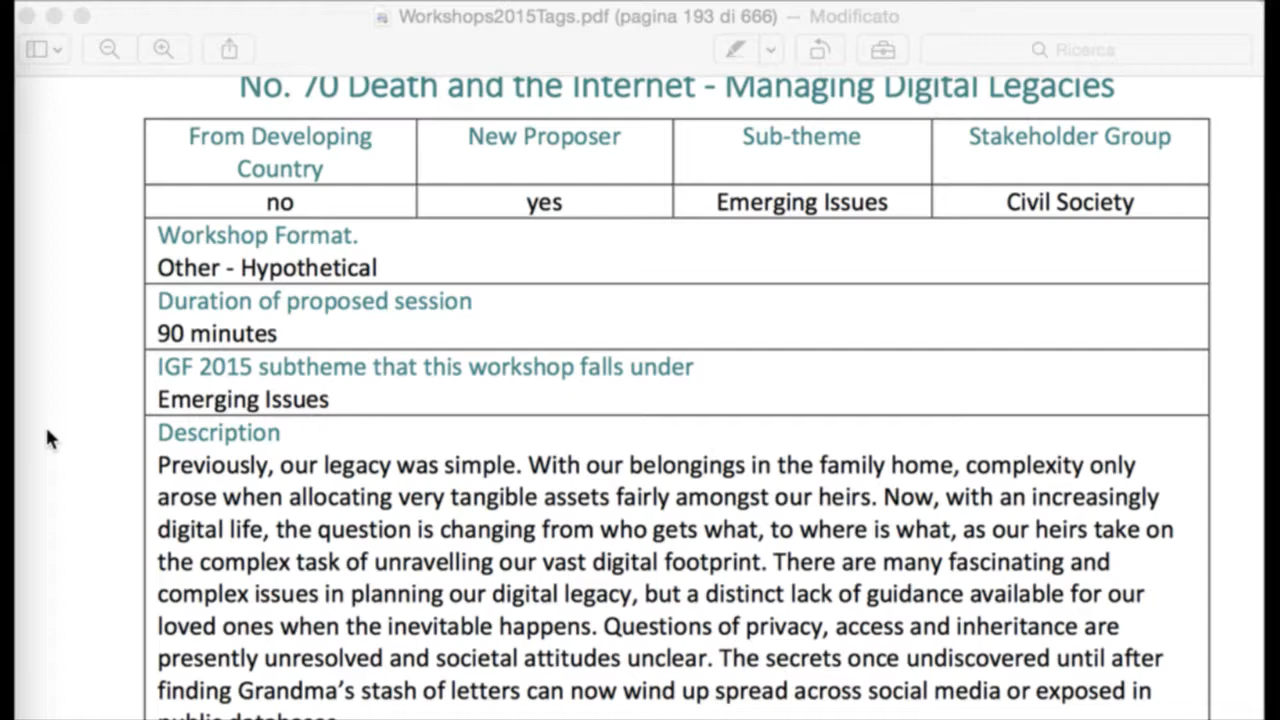 Workshops2015Tags.pdf (pagina 193 di 666) — Modificato
Ricerca
No. 70 Death and the Internet - Managing Digital Legacies
From Developing Country
New Proposer
Sub-theme
Stakeholder Group
no
yes
Emerging Issues
Civil Society
Workshop Format.
Other - Hypothetical
Duration of proposed session
90 minutes
IGF 2015 subtheme that this workshop falls under
Emerging Issues
Description
Previously, our legacy was simple. With our belongings in the family home, complexity only
arose when allocating very tangible assets fairly amongst our heirs. Now, with an increasingly
digital life, the question is changing from who gets what, to where is what, as our heirs take on
the complex task of unravelling our vast digital footprint. There are many fascinating and
complex issues in planning our digital legacy, but a distinct lack of guidance available for our
loved ones when the inevitable happens. Questions of privacy, access and inheritance are
presently unresolved and societal attitudes unclear. The secrets once undiscovered until after
finding Grandma’s stash of letters can now wind up spread across social media or exposed in
public databases.